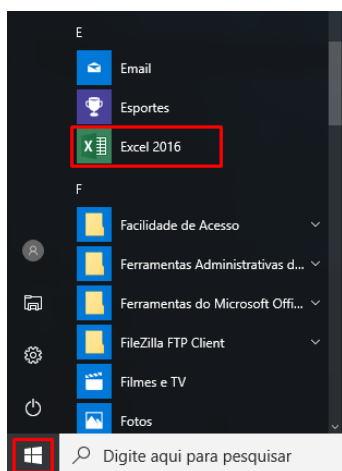 E
Email
Esportes
Excel 2016
F
Facilidade de Acesso
Ferramentas Administrativas d...
Ferramentas do Microsoft Offi...
FileZilla FTP Client
Filmes e TV
Fotos
Digite aqui para pesquisar